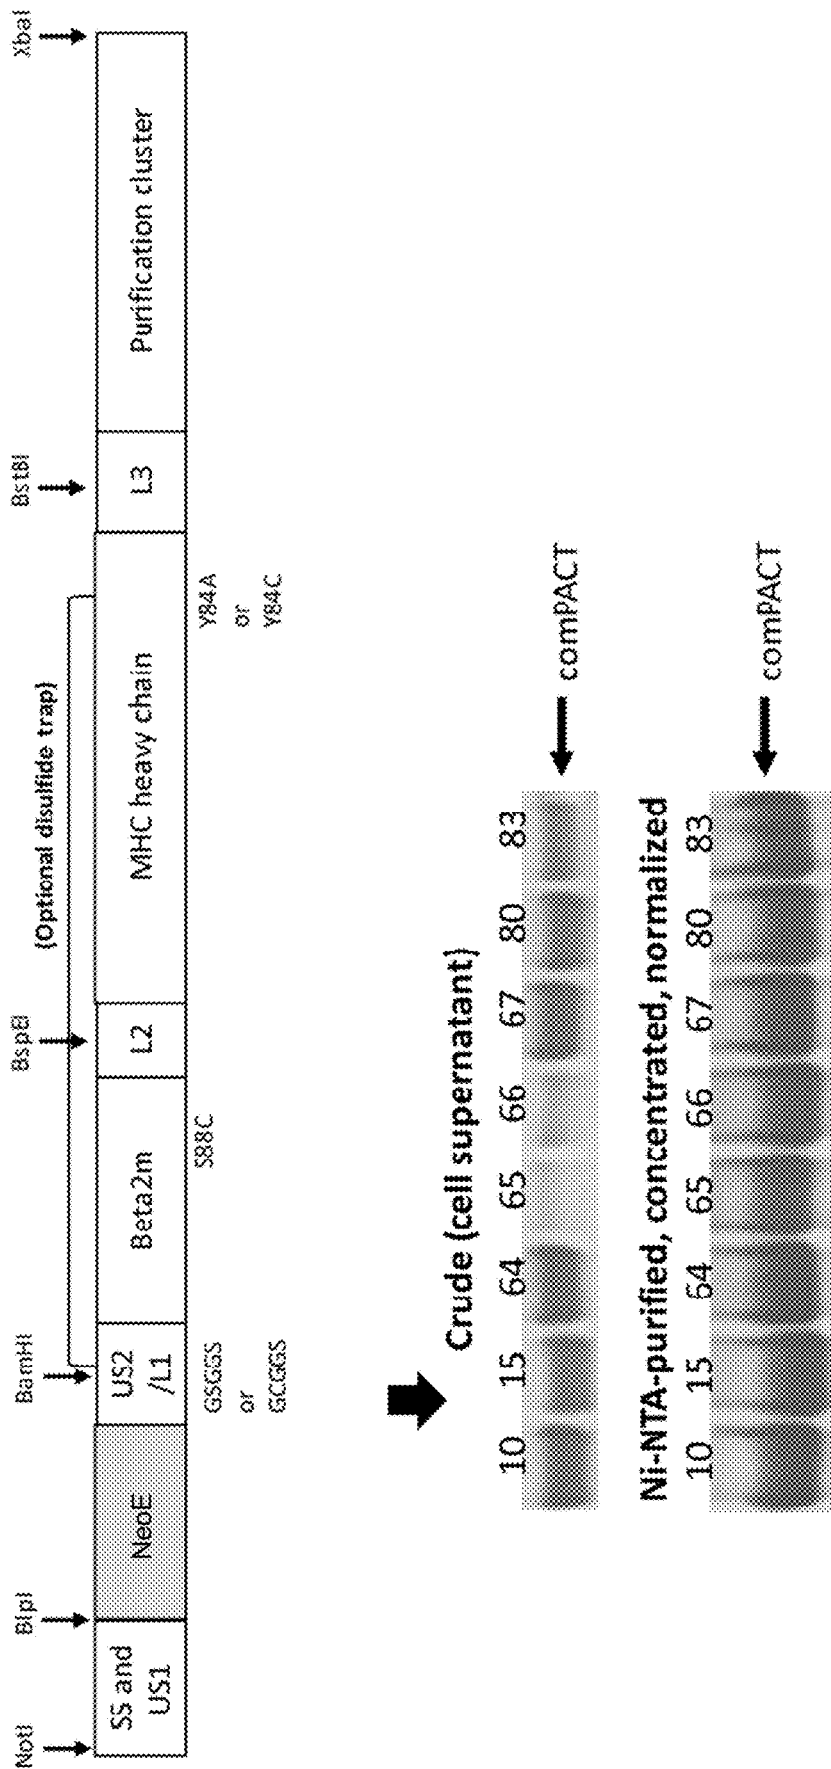 NotI
BlpI
BamHI
BspEI
BstBI
XbaI
(Optional disulfide trap)
SS and
US1
NeoE
US2
/L1
Beta2m
L2
MHC heavy chain
L3
Purification cluster
GSGGS
or
GCGGS
S88C
Y84A
or
Y84C
Crude (cell supernatant)
10 15 64 65 66 67 80 83
comPACT
Ni-NTA-purified, concentrated, normalized
10 15 64 65 66 67 80 83
comPACT